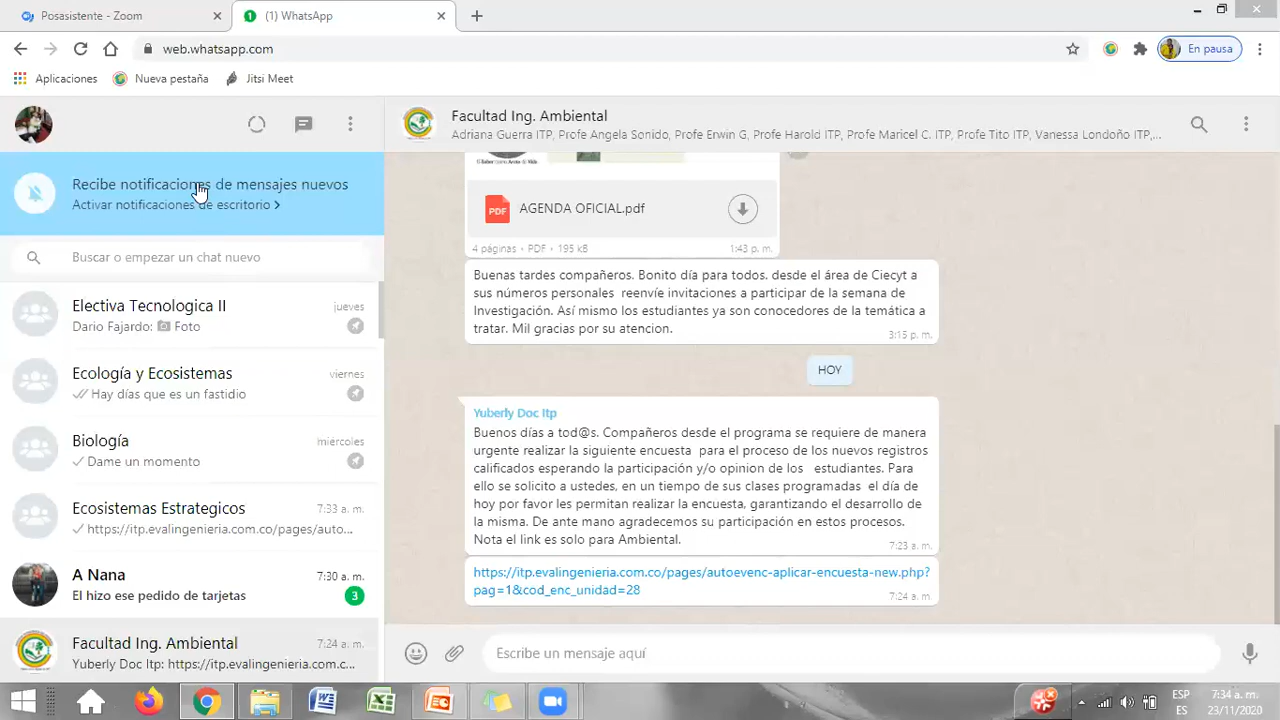 Posasistente - Zoom
(1) WhatsApp
web.whatsapp.com
En pausa
Aplicaciones
Nueva pestaña
Jitsi Meet
Facultad Ing. Ambiental
Adriana Guerra ITP, Profe Angela Sonido, Profe Erwin G, Profe Harold ITP, Profe Maricel C. ITP, Profe Tito ITP, Vanessa Londoño ITP,...
Recibe notificaciones de mensajes nuevos
Activar notificaciones de escritorio
Buscar o empezar un chat nuevo
Electiva Tecnologica II
jueves
Dario Fajardo: Foto
Ecología y Ecosistemas
viernes
Hay días que es un fastidio
Biología
miércoles
Dame un momento
Ecosistemas Estrategicos
7:33 a. m.
https://itp.evalingenieria.com.co/pages/auto...
A Nana
7:30 a. m.
El hizo ese pedido de tarjetas
3
Facultad Ing. Ambiental
7:24 a. m.
Yuberly Doc Itp: https://itp.evalingenieria.com.c...
PDF
AGENDA OFICIAL.pdf
4 páginas • PDF • 195 kB
1:43 p. m.
Buenas tardes compañeros. Bonito día para todos. desde el área de Ciecyt a
sus números personales reenvíe invitaciones a participar de la semana de
Investigación. Así mismo los estudiantes ya son conocedores de la temática a
tratar. Mil gracias por su atencion.
3:15 p. m.
HOY
Yuberly Doc Itp
Buenos días a tod@s. Compañeros desde el programa se requiere de manera
urgente realizar la siguiente encuesta para el proceso de los nuevos registros
calificados esperando la participación y/o opinion de los estudiantes. Para
ello se solicito a ustedes, en un tiempo de sus clases programadas el día de
hoy por favor les permitan realizar la encuesta, garantizando el desarrollo de
la misma. De ante mano agradecemos su participación en estos procesos.
Nota el link es solo para Ambiental.
7:23 a. m.
https://itp.evalingenieria.com.co/pages/autoevenc-aplicar-encuesta-new.php?
pag=1&cod_enc_unidad=28
7:24 a. m.
Escribe un mensaje aquí
ESP
ES
7:34 a. m.
23/11/2020